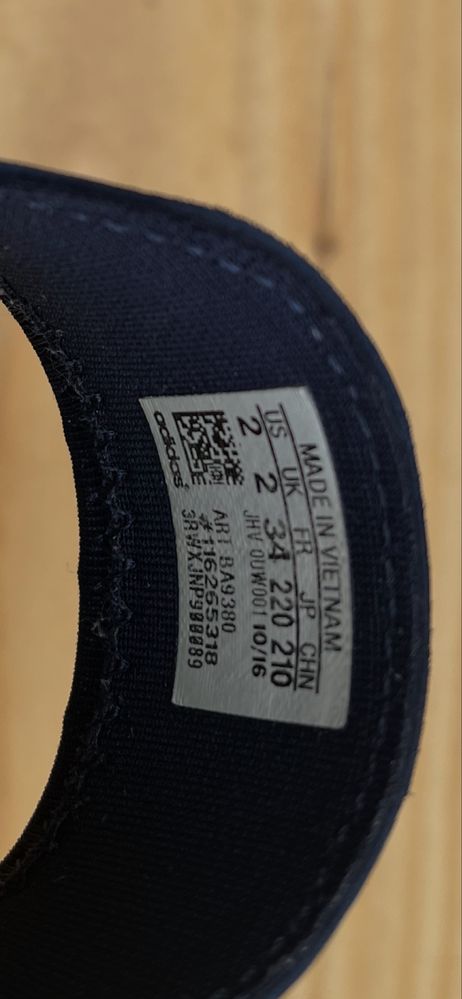 MADE IN VIETNAM
US UK FR JP CHN
2 2 34 220 210
JHV 0UW001 10/16
ART BA9380
#116265318
3RWXJNP900089
adidas